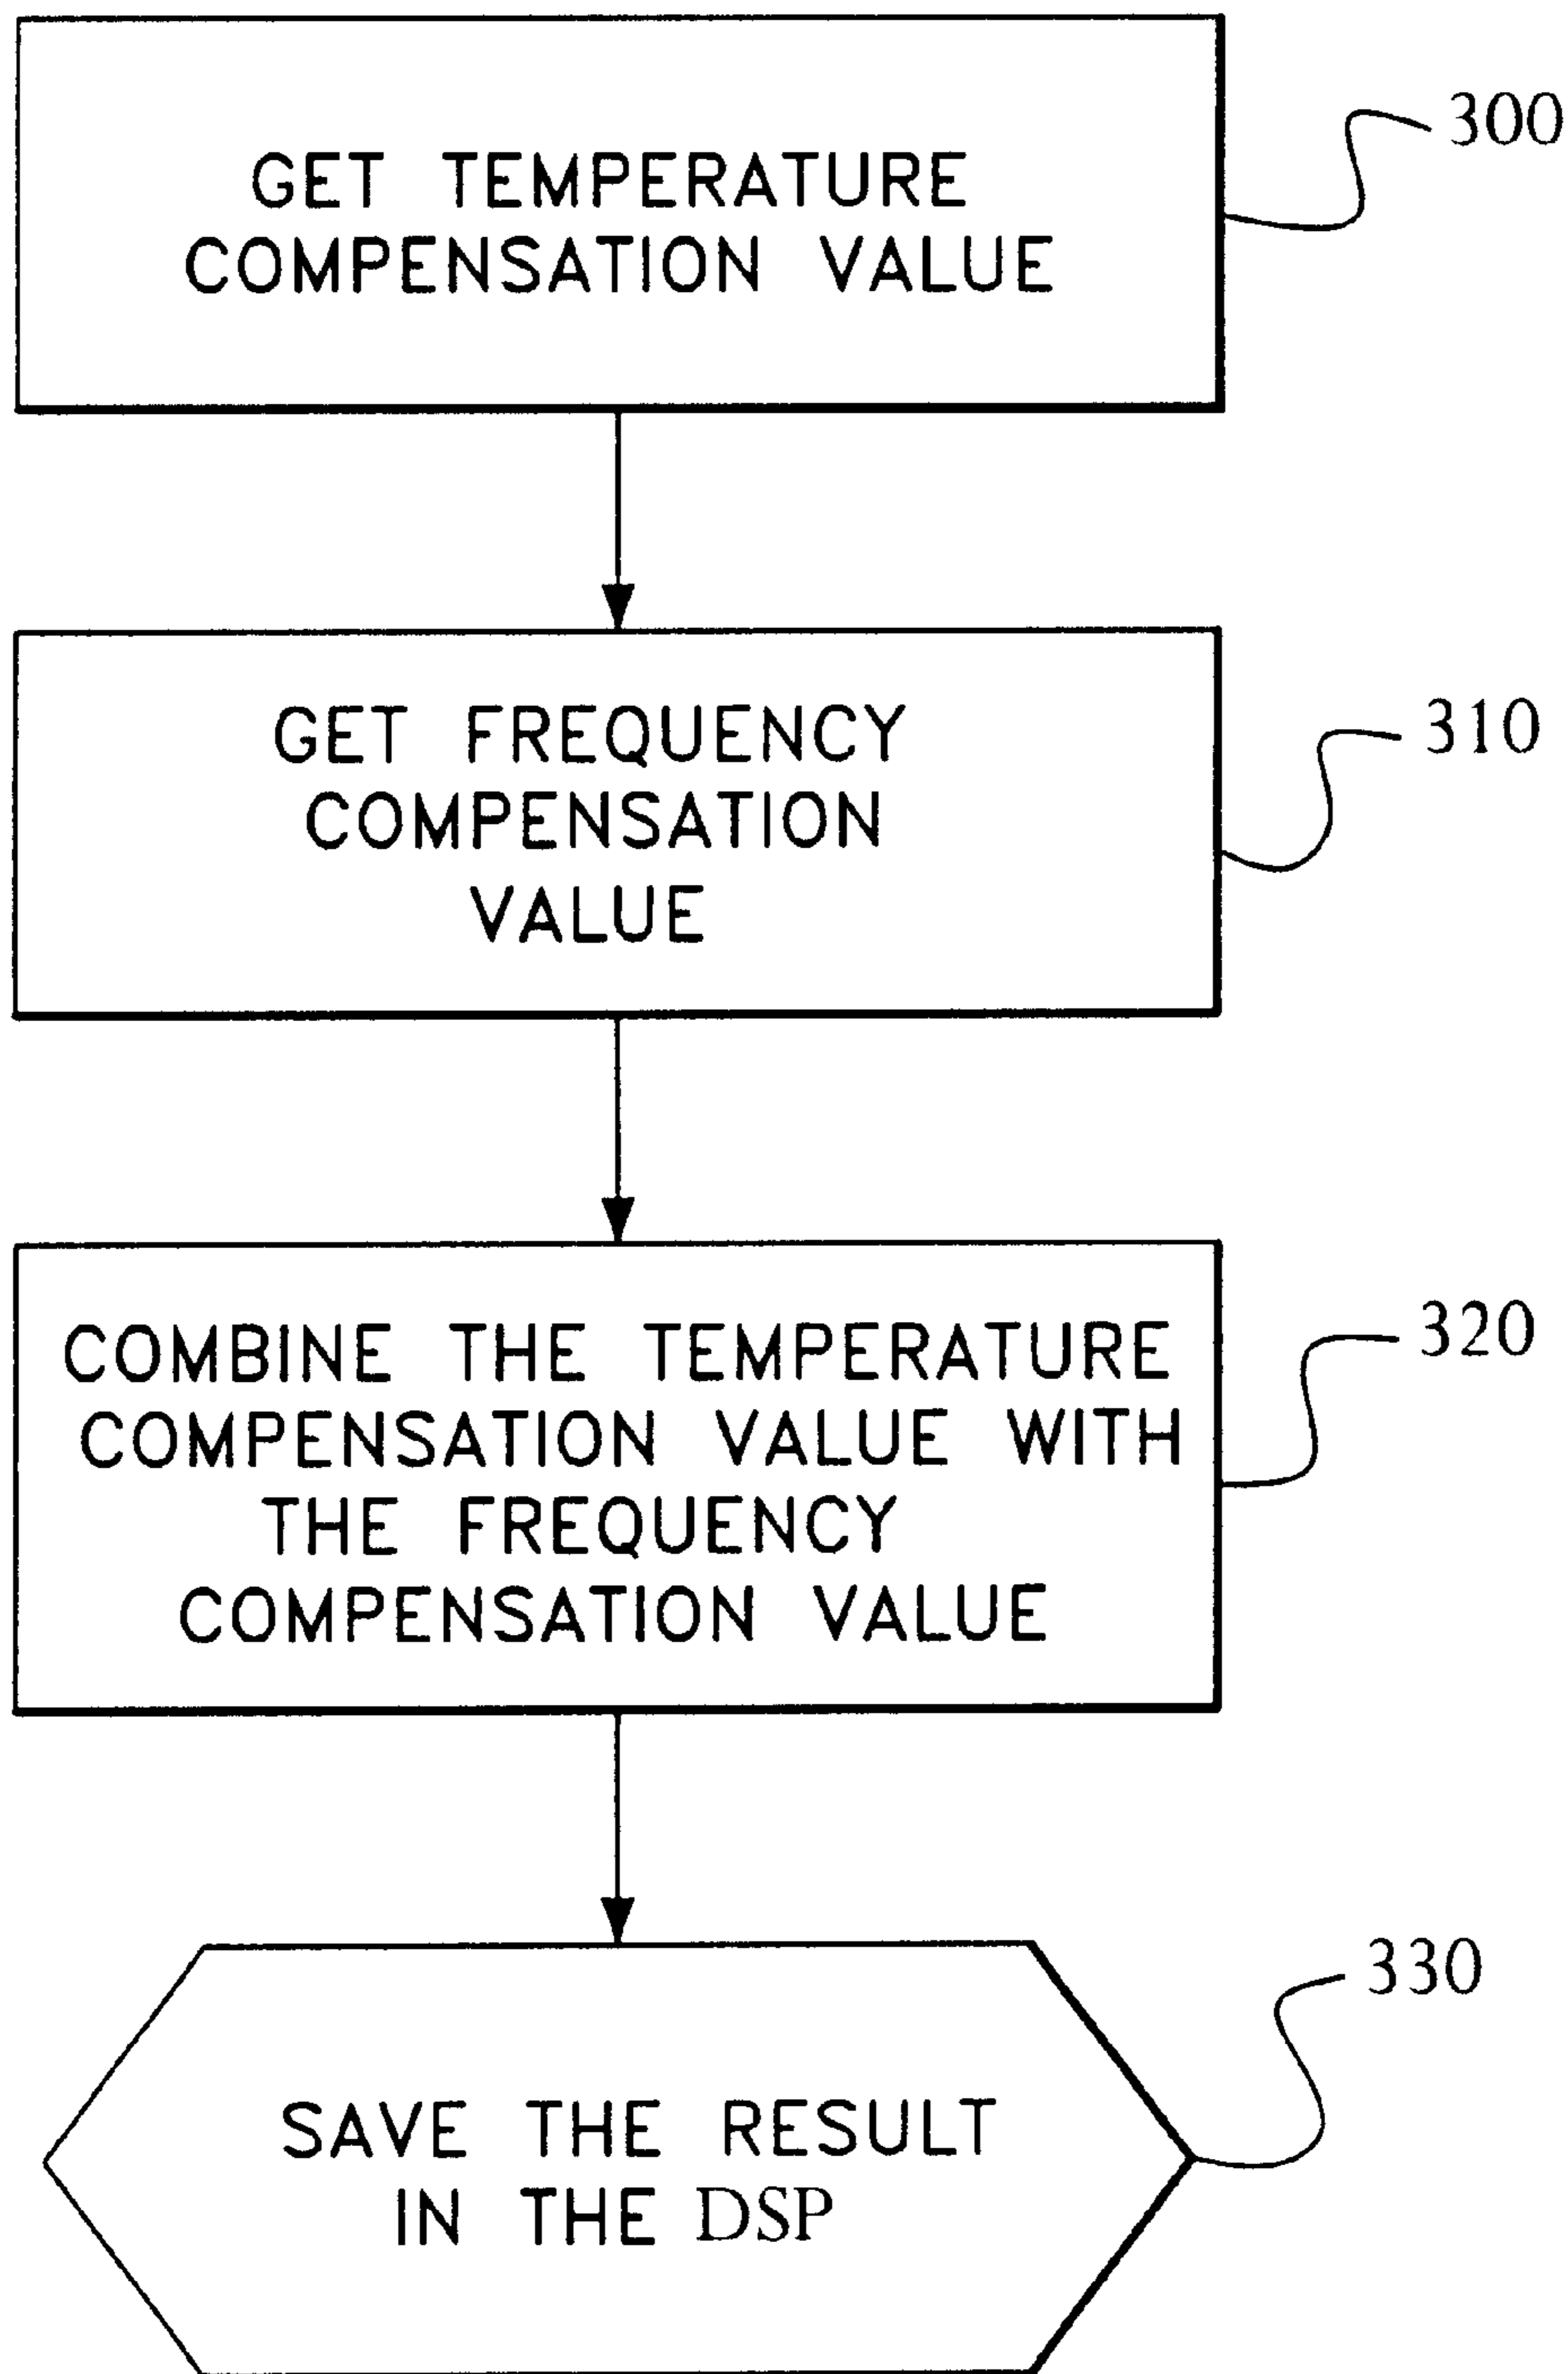 300
GET TEMPERATURE
COMPENSATION VALUE
310
GET FREQUENCY
COMPENSATION
VALUE
320
COMBINE THE TEMPERATURE
COMPENSATION VALUE WITH
THE FREQUENCY
COMPENSATION VALUE
330
SAVE THE RESULT
IN THE DSP